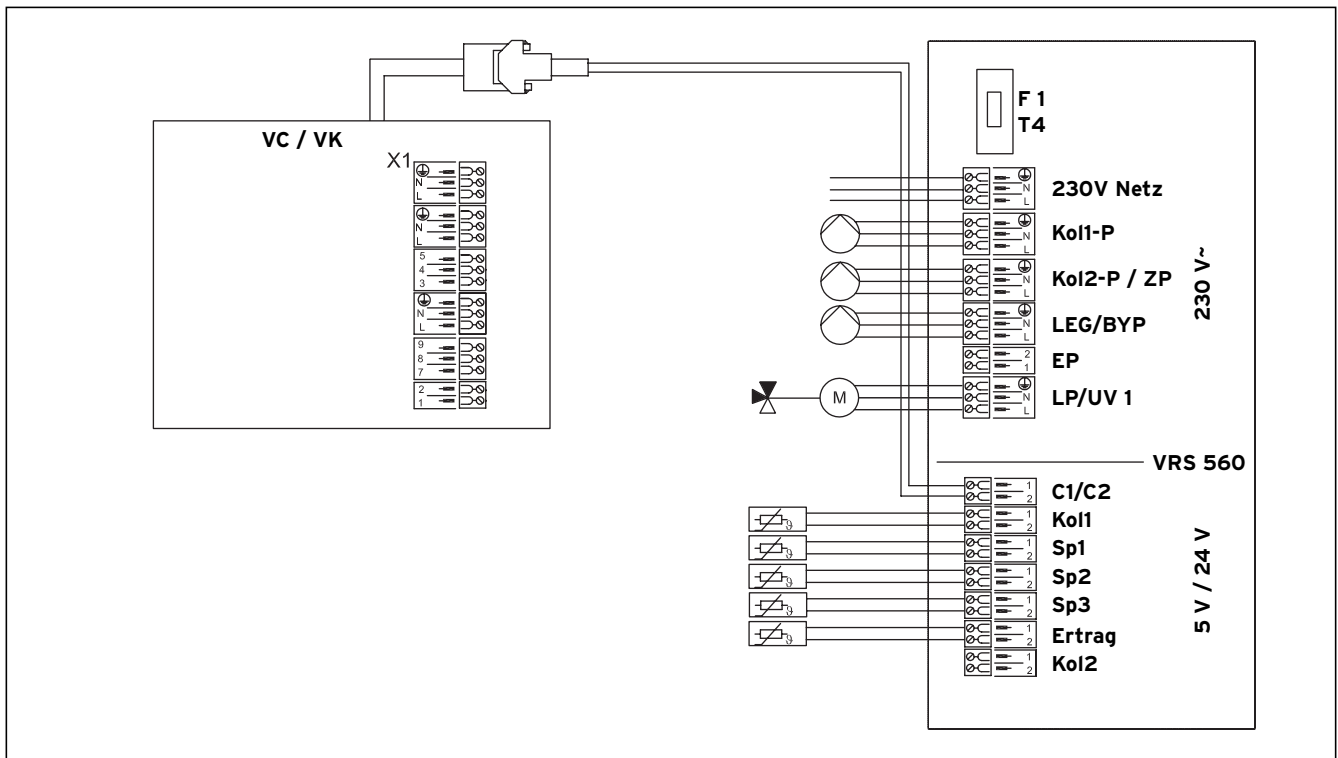 VC / VK
X1
N
L
N
L
5
4
3
N
L
9
8
7
2
1
F 1
T4
N
L
230V Netz
N
L
Kol1-P
N
L
Kol2-P / ZP
N
L
LEG/BYP
2
1
EP
M
N
L
LP/UV 1
230 V~
VRS 560
1
2
C1/C2
ϑ
1
2
Kol1
ϑ
1
2
Sp1
ϑ
1
2
Sp2
ϑ
1
2
Sp3
ϑ
1
2
Ertrag
1
2
Kol2
5 V / 24 V